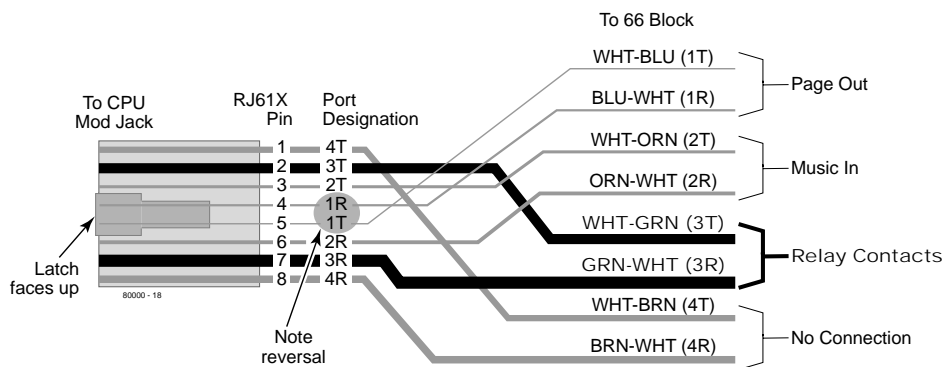 To 66 Block
WHT-BLU (1T)
BLU-WHT (1R)
Page Out
To CPU
Mod Jack
RJ61X
Pin
Port
Designation
1 4T
2 3T
3 2T
4 1R
5 1T
6 2R
7 3R
8 4R
WHT-ORN (2T)
ORN-WHT (2R)
Music In
WHT-GRN (3T)
GRN-WHT (3R)
Relay Contacts
WHT-BRN (4T)
BRN-WHT (4R)
No Connection
Latch
faces up
80000 - 18
Note
reversal